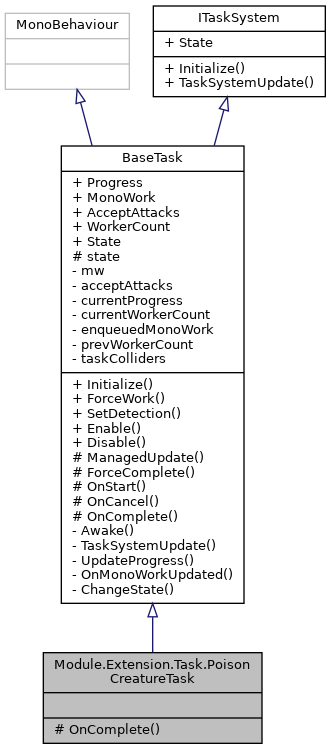 MonoBehaviour
ITaskSystem
+ State
+ Initialize()
+ TaskSystemUpdate()
BaseTask
+ Progress
+ MonoWork
+ AcceptAttacks
+ WorkerCount
+ State
# state
- mw
- acceptAttacks
- currentProgress
- currentWorkerCount
- enqueuedMonoWork
- prevWorkerCount
- taskColliders
+ Initialize()
+ ForceWork()
+ SetDetection()
+ Enable()
+ Disable()
# ManagedUpdate()
# ForceComplete()
# OnStart()
# OnCancel()
# OnComplete()
- Awake()
- TaskSystemUpdate()
- UpdateProgress()
- OnMonoWorkUpdated()
- ChangeState()
Module.Extension.Task.Poison
CreatureTask
# OnComplete()